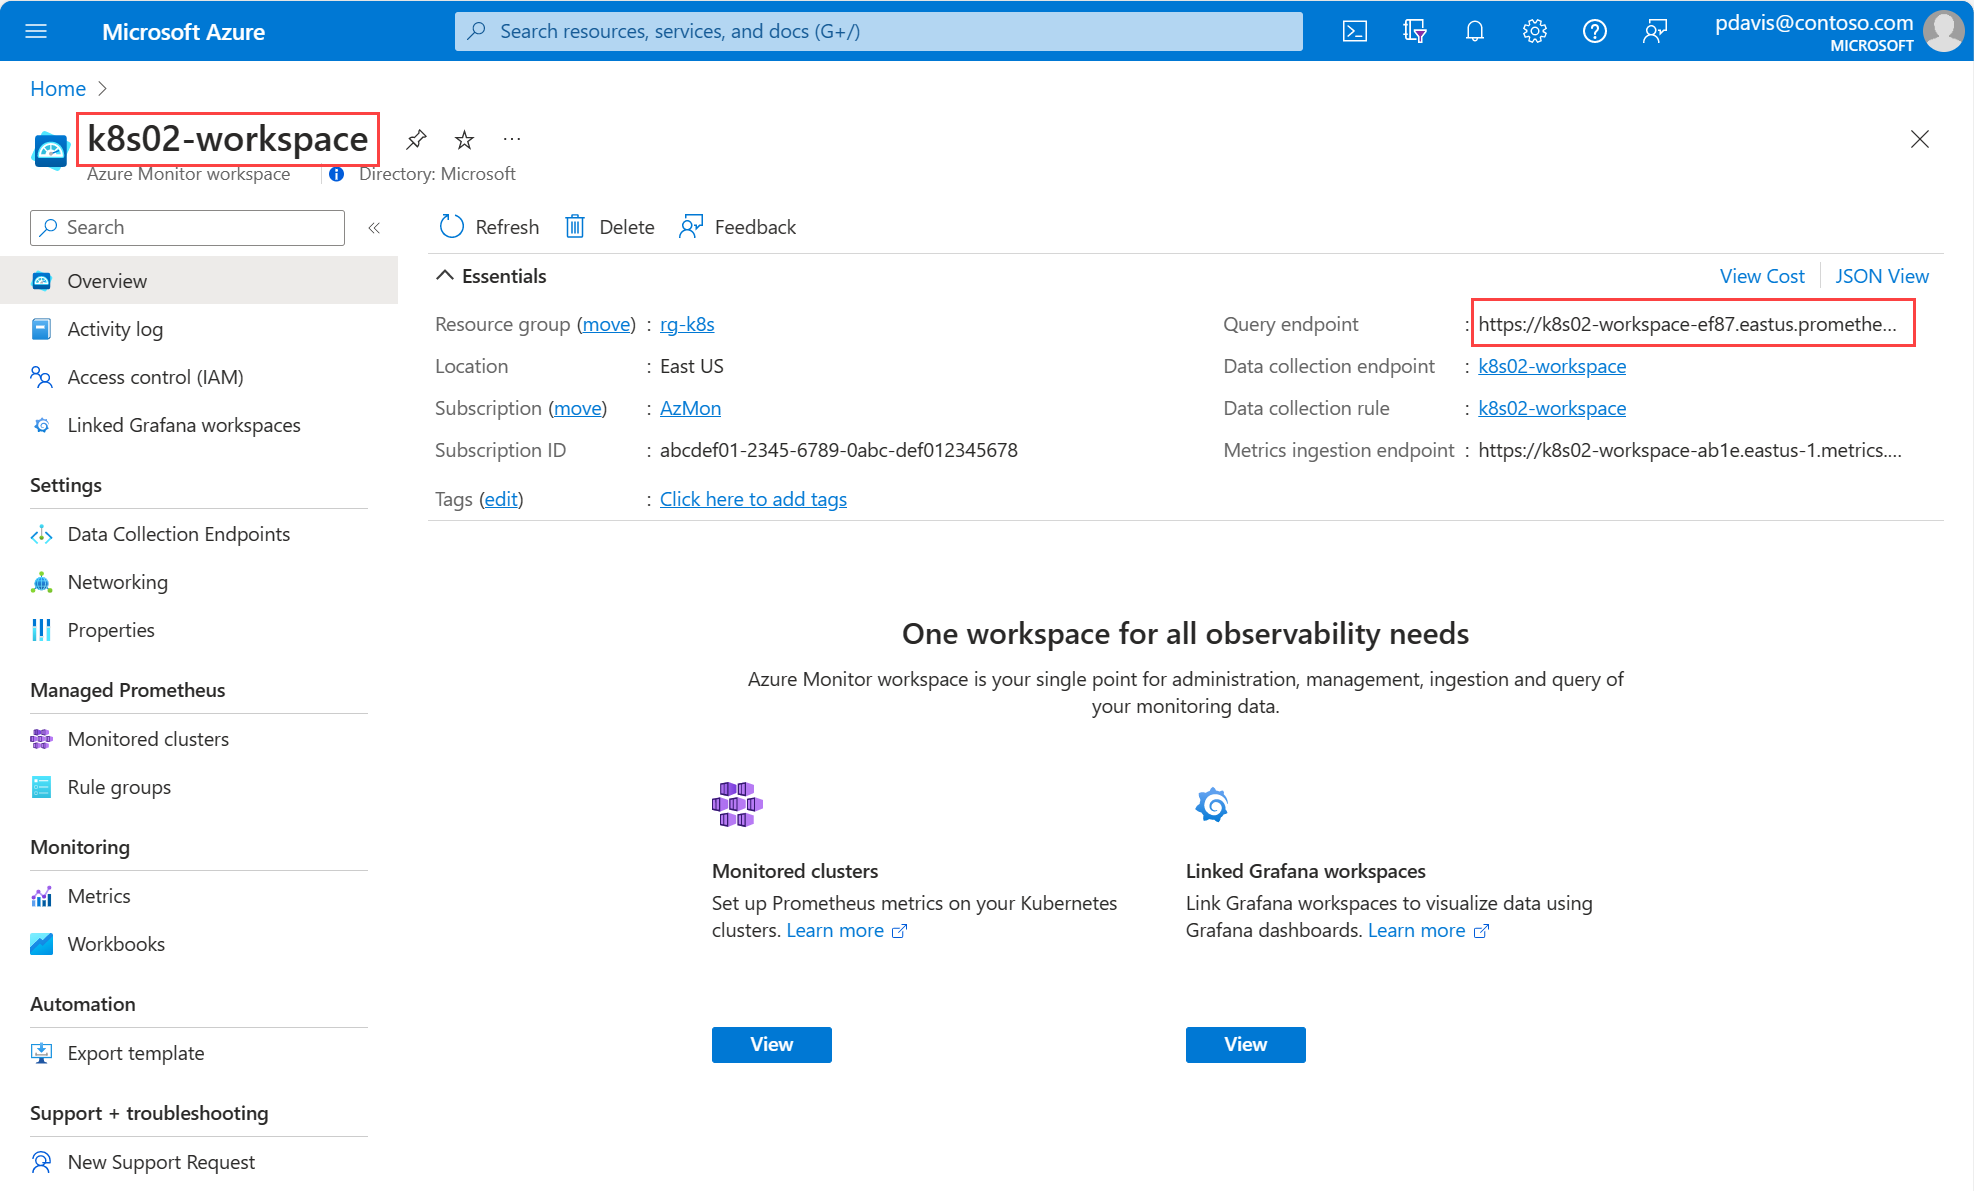 Microsoft Azure
Search resources, services, and docs (G+/)
pdavis@contoso.com
MICROSOFT
Home
k8s02-workspace
Azure Monitor workspace
Directory: Microsoft
Search
Refresh
Delete
Feedback
Overview
Activity log
Access control (IAM)
Linked Grafana workspaces
Settings
Data Collection Endpoints
Networking
Properties
Managed Prometheus
Monitored clusters
Rule groups
Monitoring
Metrics
Workbooks
Automation
Export template
Support + troubleshooting
New Support Request
Essentials
View Cost
JSON View
Resource group (move) : rg-k8s
Location : East US
Subscription (move) : AzMon
Subscription ID : abcdef01-2345-6789-0abc-def012345678
Tags (edit) : Click here to add tags
Query endpoint : https://k8s02-workspace-ef87.eastus.promethe...
Data collection endpoint : k8s02-workspace
Data collection rule : k8s02-workspace
Metrics ingestion endpoint : https://k8s02-workspace-ab1e.eastus-1.metrics....
One workspace for all observability needs
Azure Monitor workspace is your single point for administration, management, ingestion and query of
your monitoring data.
Monitored clusters
Set up Prometheus metrics on your Kubernetes
clusters. Learn more
View
Linked Grafana workspaces
Link Grafana workspaces to visualize data using
Grafana dashboards. Learn more
View